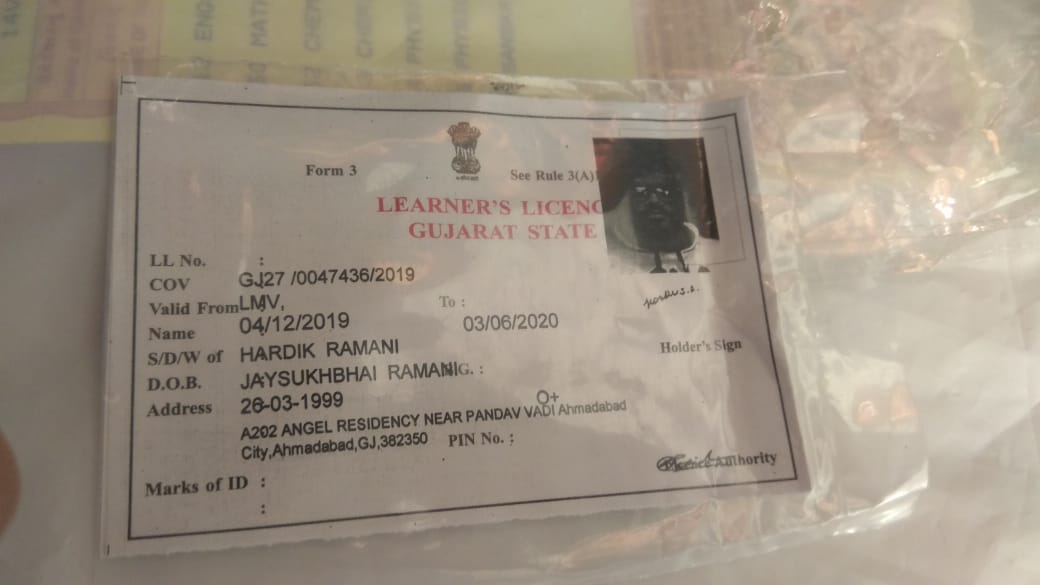 Form 3
See Rule 3(A)
LEARNER'S LICENC
GUJARAT STATE
LL No. :
COV GJ27 /0047436/2019
Valid From LMV, To :
Name 04/12/2019 03/06/2020
S/D/W of HARDIK RAMANI Holder's Sign
D.O.B. JAYSUKHBHAI RAMANI G. :
Address 26-03-1999 O+
A202 ANGEL RESIDENCY NEAR PANDAV VADI Ahmadabad
City,Ahmadabad,GJ,382350 PIN No. :
Authority
Marks of ID :
: